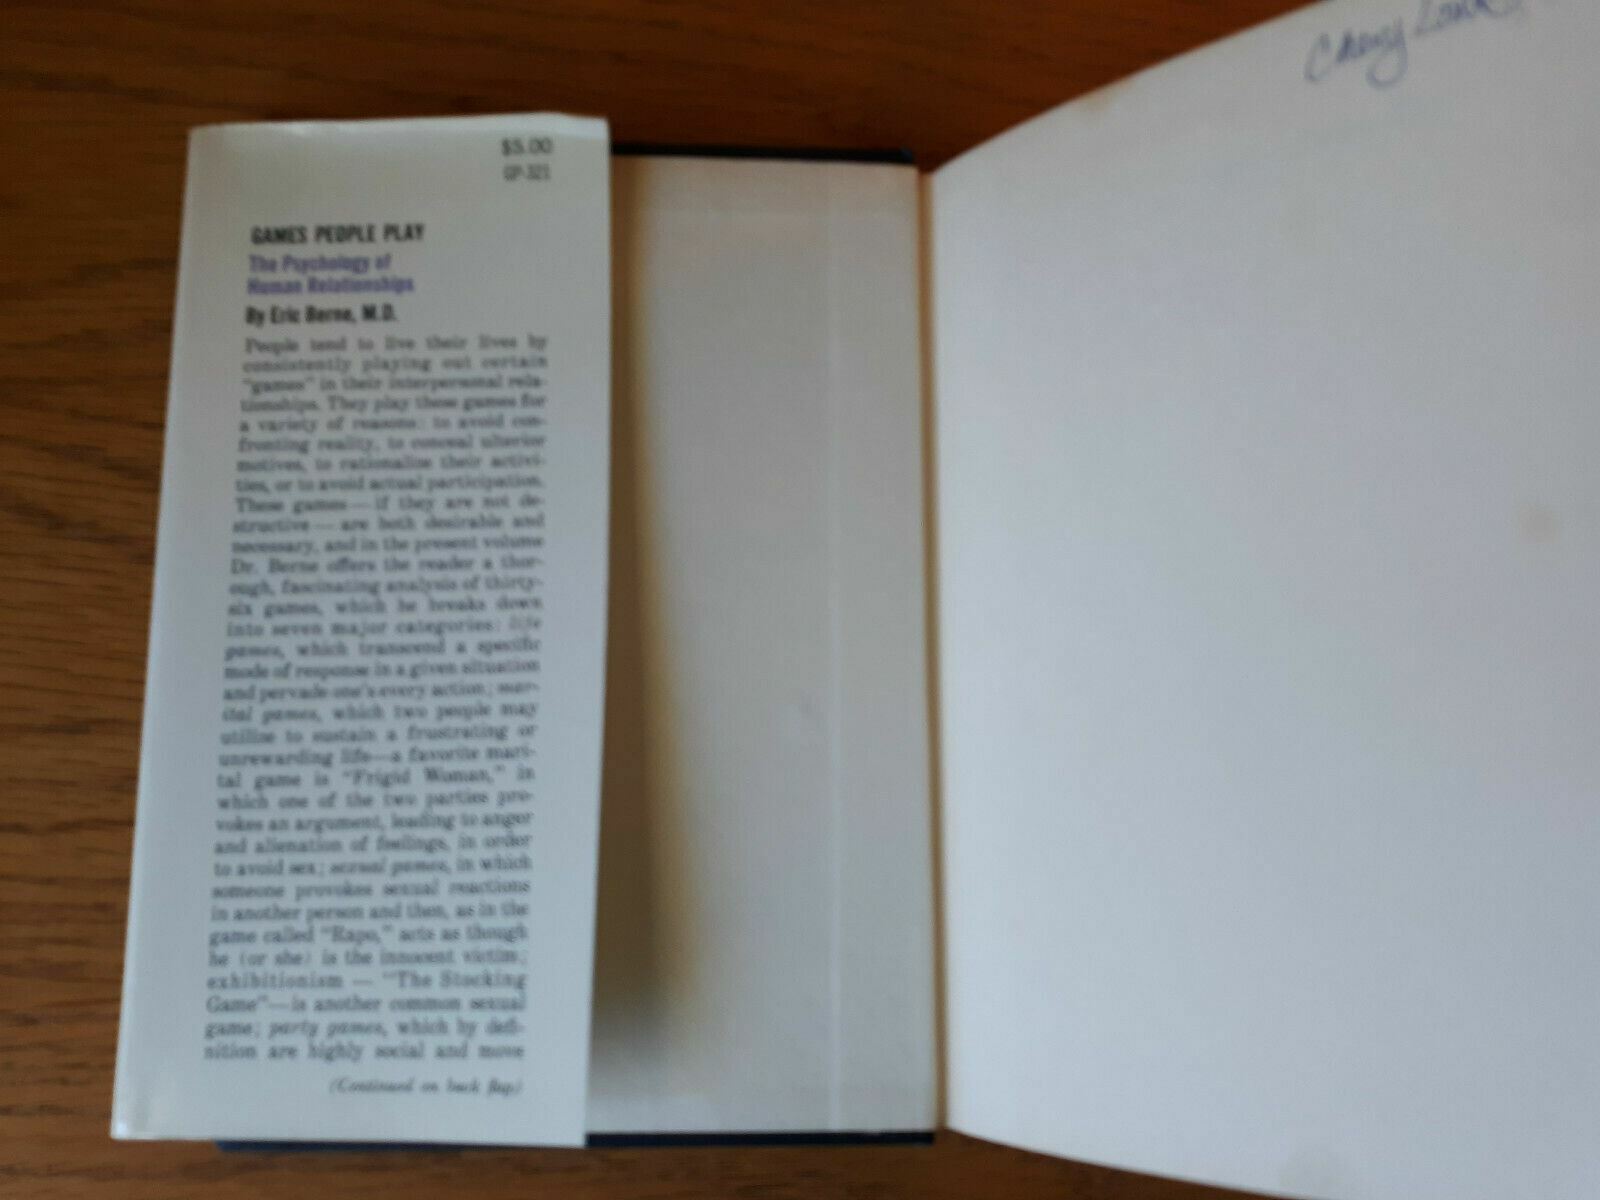 $5.00
GP-321
GAMES PEOPLE PLAY
The Psychology of
Human Relationships
By Eric Berne, M.D.
People tend to live their lives by
consistently playing out certain
"games" in their interpersonal rela-
tionships. They play these games for
a variety of reasons: to avoid con-
fronting reality, to conceal ulterior
motives, to rationalize their activi-
ties, or to avoid actual participation.
These games — if they are not de-
structive — are both desirable and
necessary, and in the present volume
Dr. Berne offers the reader a thor-
ough, fascinating analysis of thirty-
six games, which he breaks down
into seven major categories: life
games, which transcend a specific
mode of response in a given situation
and pervade one's every action; mar-
ital games, which two people may
utilize to sustain a frustrating or
unrewarding life—a favorite mari-
tal game is "Frigid Woman," in
which one of the two parties pro-
vokes an argument, leading to anger
and alienation of feelings, in order
to avoid sex; sexual games, in which
someone provokes sexual reactions
in another person and then, as in the
game called "Rapo," acts as though
he (or she) is the innocent victim;
exhibitionism — "The Stocking
Game"—is another common sexual
game; party games, which by defi-
nition are highly social and move
(Continued on back flap)